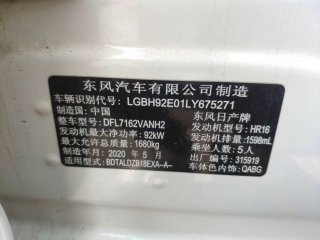 东风汽车有限公司制造
车辆识别代号: LGBH92E01LY675271
制造国: 中国 东风日产牌
整车型号: DFL7162VANH2 发动机型号: HR16
发动机最大净功率: 92kW 发动机排量: 1598mL
最大允许总质量: 1680kg 乘坐人数: 5人
制造年月: 2020 年 5 月 出厂编号: 315919
选装适用型式: BDTALDZB18EXA-A- 车体色内饰: QABG